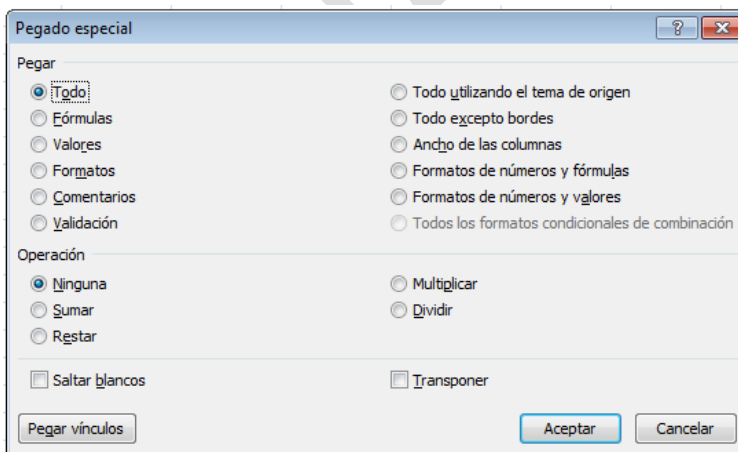 Pegado especial
Pegar
Todo
Fórmulas
Valores
Formatos
Comentarios
Validación
Todo utilizando el tema de origen
Todo excepto bordes
Ancho de las columnas
Formatos de números y fórmulas
Formatos de números y valores
Todos los formatos condicionales de combinación
Operación
Ninguna
Sumar
Restar
Multiplicar
Dividir
Saltar blancos
Transponer
Pegar vínculos
Aceptar
Cancelar